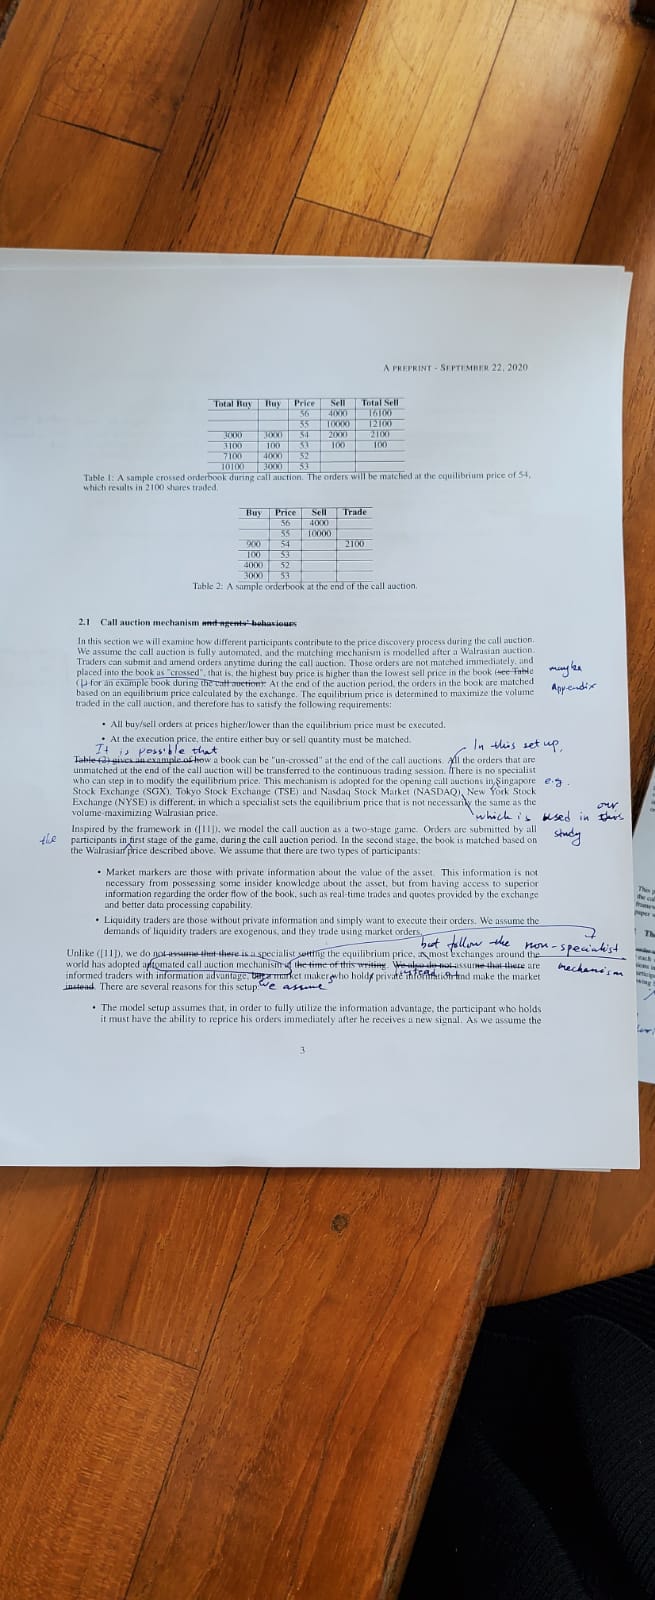 A PREPRINT - SEPTEMBER 22, 2020
Total Buy Buy Price Sell Total Sell
56 4000 16100
55 10000 12100
3000 3000 54 2000 2100
3100 100 53 100 100
7100 4000 52
10100 3000 53
Table 1: A sample crossed orderbook during call auction. The orders will be matched at the equilibrium price of 54,
which results in 2100 shares traded.
Buy Price Sell Trade
56 4000
55 10000
900 54 2100
100 53
4000 52
3000 53
Table 2: A sample orderbook at the end of the call auction.
2.1 Call auction mechanism and agents' behaviours
In this section we will examine how different participants contribute to the price discovery process during the call auction.
We assume the call auction is fully automated, and the matching mechanism is modelled after a Walrasian auction.
Traders can submit and amend orders anytime during the call auction. Those orders are not matched immediately, and
placed into the book as "crossed", that is, the highest buy price is higher than the lowest sell price in the book (see Table
maybe
(1) for an example book during the call auction). At the end of the auction period, the orders in the book are matched
Appendix
based on an equilibrium price calculated by the exchange. The equilibrium price is determined to maximize the volume
traded in the call auction, and therefore has to satisfy the following requirements:
• All buy/sell orders at prices higher/lower than the equilibrium price must be executed.
• At the execution price, the entire either buy or sell quantity must be matched.
It is possible that
In this set up,
Table (2) gives an example of how a book can be "un-crossed" at the end of the call auctions. All the orders that are
unmatched at the end of the call auction will be transferred to the continuous trading session. There is no specialist
who can step in to modify the equilibrium price. This mechanism is adopted for the opening call auctions in Singapore
e.g.
Stock Exchange (SGX), Tokyo Stock Exchange (TSE) and Nasdaq Stock Market (NASDAQ). New York Stock
Exchange (NYSE) is different, in which a specialist sets the equilibrium price that is not necessarily the same as the
volume-maximizing Walrasian price.
which is used in this
our
study
Inspired by the framework in ([11]), we model the call auction as a two-stage game. Orders are submitted by all
the
participants in first stage of the game, during the call auction period. In the second stage, the book is matched based on
the Walrasian price described above. We assume that there are two types of participants:
• Market markers are those with private information about the value of the asset. This information is not
necessary from possessing some insider knowledge about the asset, but from having access to superior
information regarding the order flow of the book, such as real-time trades and quotes provided by the exchange
and better data processing capability.
• Liquidity traders are those without private information and simply want to execute their orders. We assume the
demands of liquidity traders are exogenous, and they trade using market orders.
but follow the non-specialist
mechanism
Unlike ([11]), we do not assume that there is a specialist setting the equilibrium price, as most exchanges around the
world has adopted automated call auction mechanism at the time of this writing. We also do not assume that there are
instead
informed traders with information advantage, but a market maker who holds private information and make the market
we assume
instead. There are several reasons for this setup.
• The model setup assumes that, in order to fully utilize the information advantage, the participant who holds
it must have the ability to reprice his orders immediately after he receives a new signal. As we assume the
3